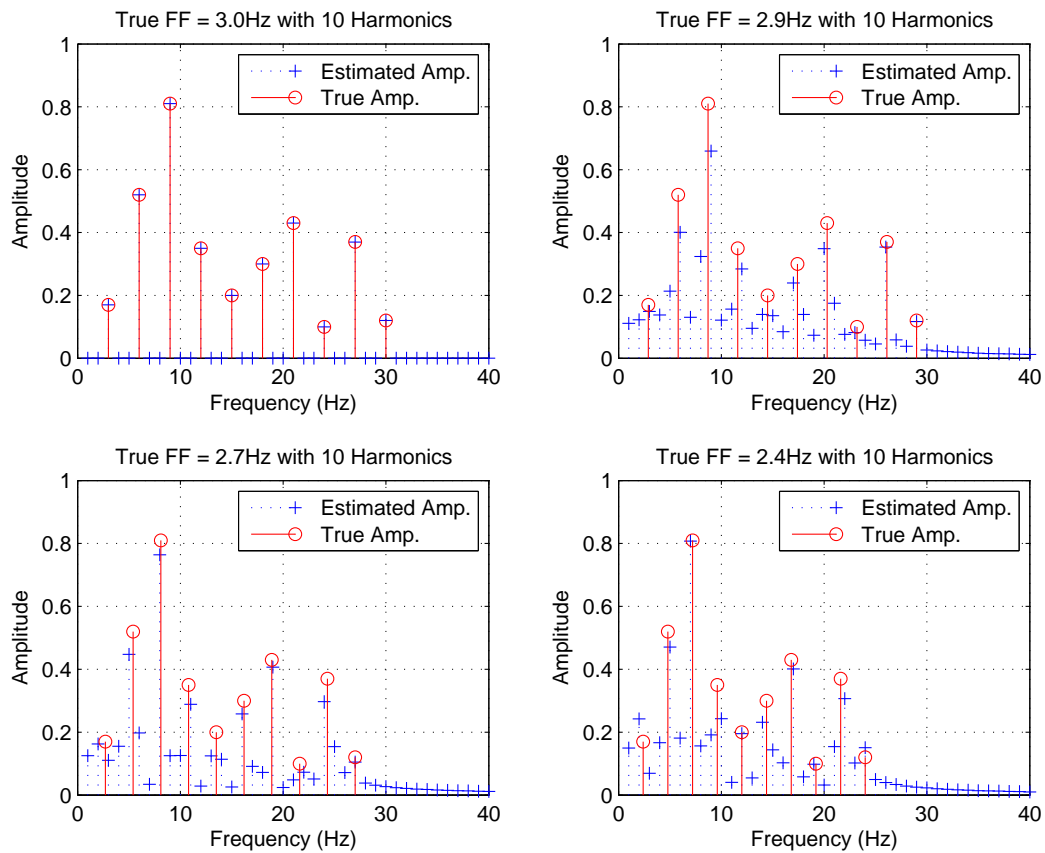 True FF = 3.0Hz with 10 Harmonics
1
0.8
0.6
0.4
0.2
0
Amplitude
0 10 20 30 40
Frequency (Hz)
Estimated Amp.
True Amp.
True FF = 2.9Hz with 10 Harmonics
1
0.8
0.6
0.4
0.2
0
Amplitude
0 10 20 30 40
Frequency (Hz)
Estimated Amp.
True Amp.
True FF = 2.7Hz with 10 Harmonics
1
0.8
0.6
0.4
0.2
0
Amplitude
0 10 20 30 40
Frequency (Hz)
Estimated Amp.
True Amp.
True FF = 2.4Hz with 10 Harmonics
1
0.8
0.6
0.4
0.2
0
Amplitude
0 10 20 30 40
Frequency (Hz)
Estimated Amp.
True Amp.